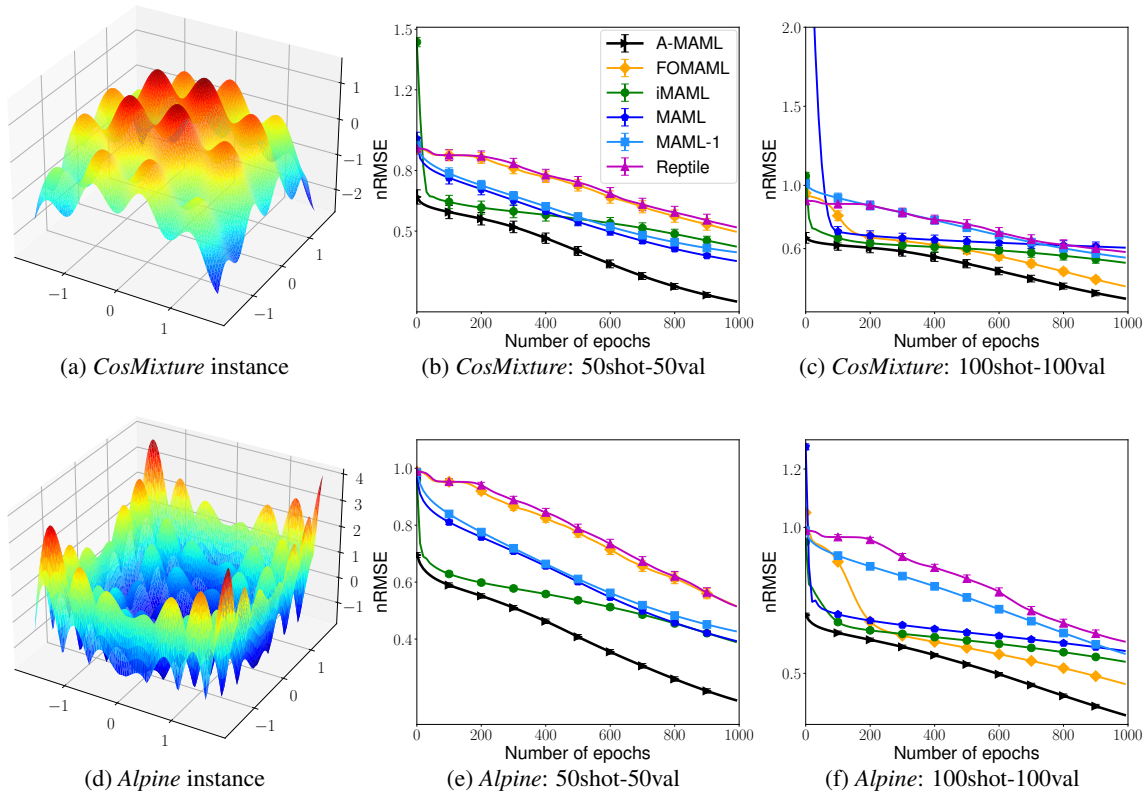 1
0
−1
−2
−1
0
1
−1
0
1
(a) CosMixture instance
nRMSE
1.5
1.2
0.8
0.5
0 200 400 600 800 1000
Number of epochs
A-MAML
FOMAML
iMAML
MAML
MAML-1
Reptile
(b) CosMixture: 50shot-50val
nRMSE
2.0
1.5
1.0
0.6
0 200 400 600 800 1000
Number of epochs
(c) CosMixture: 100shot-100val
4
3
2
1
0
−1
−1
0
1
−1
0
1
(d) Alpine instance
nRMSE
1.0
0.8
0.6
0.4
0 200 400 600 800 1000
Number of epochs
(e) Alpine: 50shot-50val
nRMSE
1.2
1.0
0.5
0 200 400 600 800 1000
Number of epochs
(f) Alpine: 100shot-100val